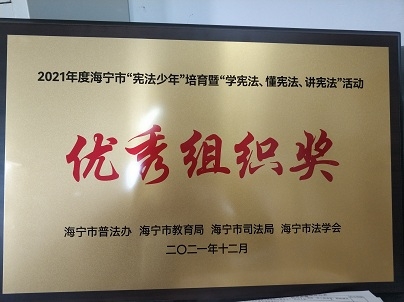 2021年度海宁市“宪法少年”培育暨“学宪法、懂宪法、讲宪法”活动
优秀组织奖
海宁市普法办 海宁市教育局 海宁市司法局 海宁市法学会
二〇二一年十二月